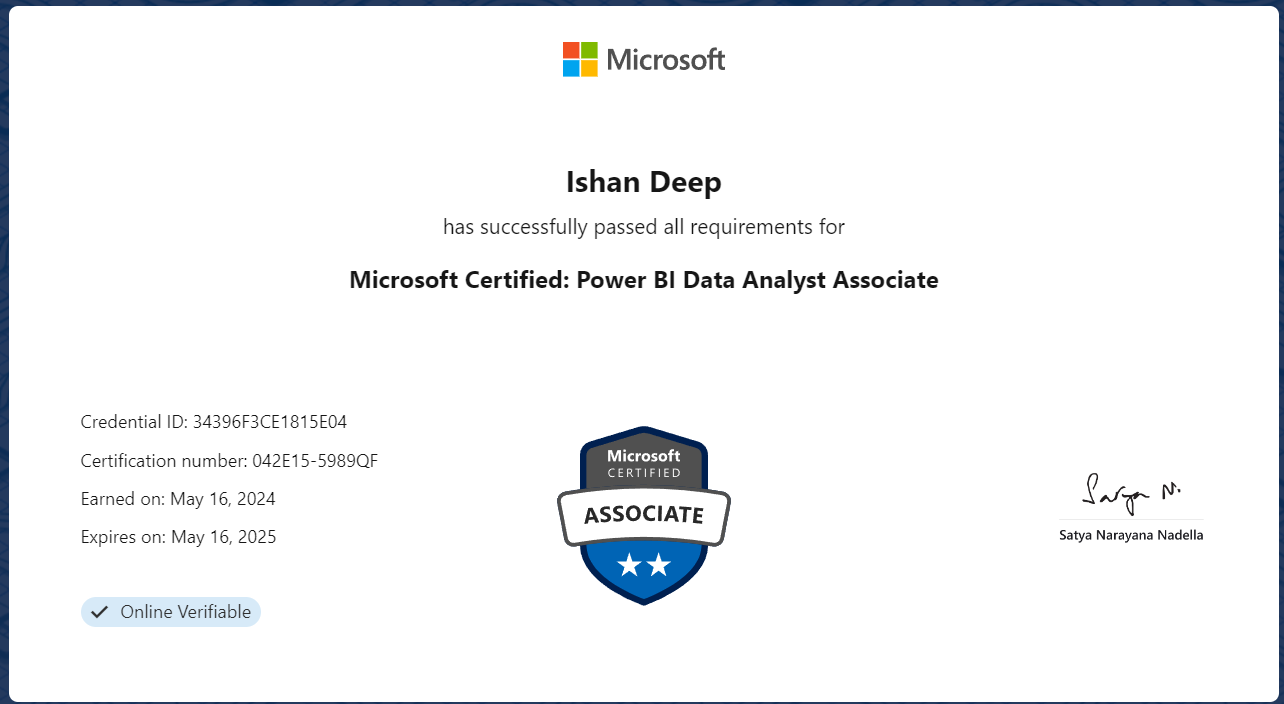 Microsoft
Ishan Deep
has successfully passed all requirements for
Microsoft Certified: Power BI Data Analyst Associate
Credential ID: 34396F3CE1815E04
Certification number: 042E15-5989QF
Earned on: May 16, 2024
Expires on: May 16, 2025
Online Verifiable
Microsoft
CERTIFIED
ASSOCIATE
Satya N.
Satya Narayana Nadella